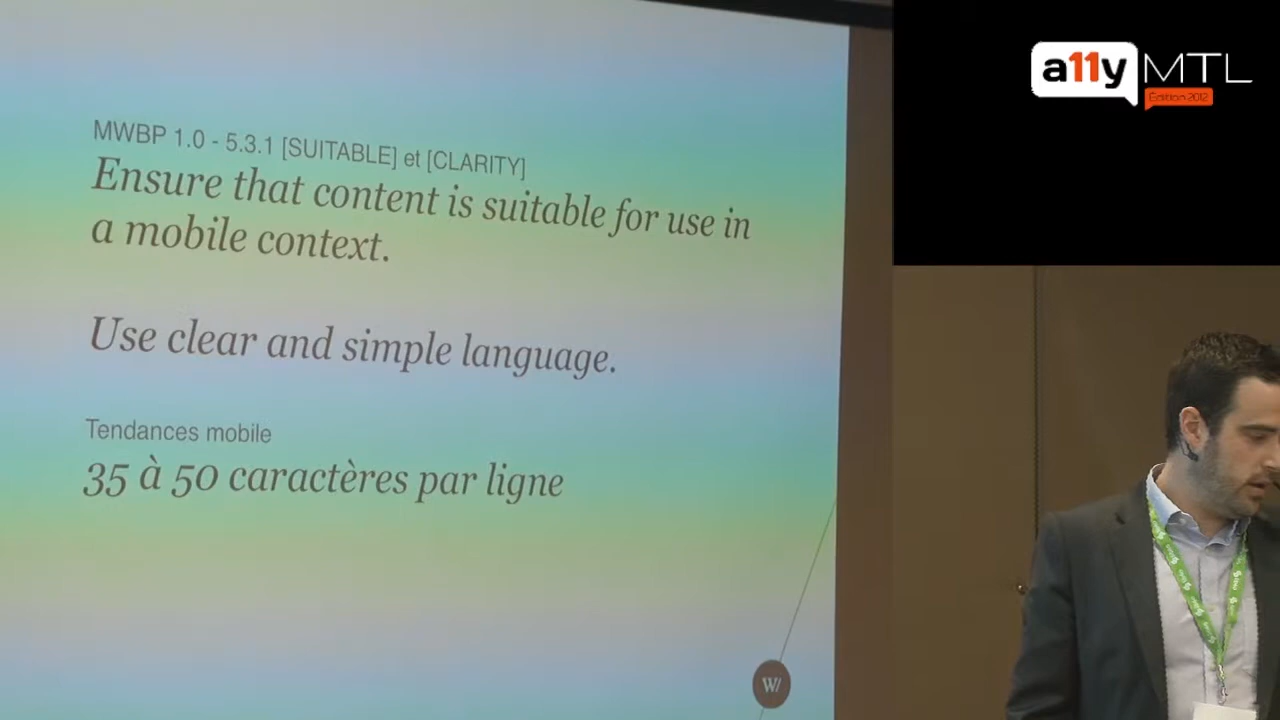 MWBP 1.0 - 5.3.1 [SUITABLE] et [CLARITY]
Ensure that content is suitable for use in
a mobile context.
Use clear and simple language.
Tendances mobile
35 à 50 caractères par ligne
W/
a11y MTL
Édition 2012